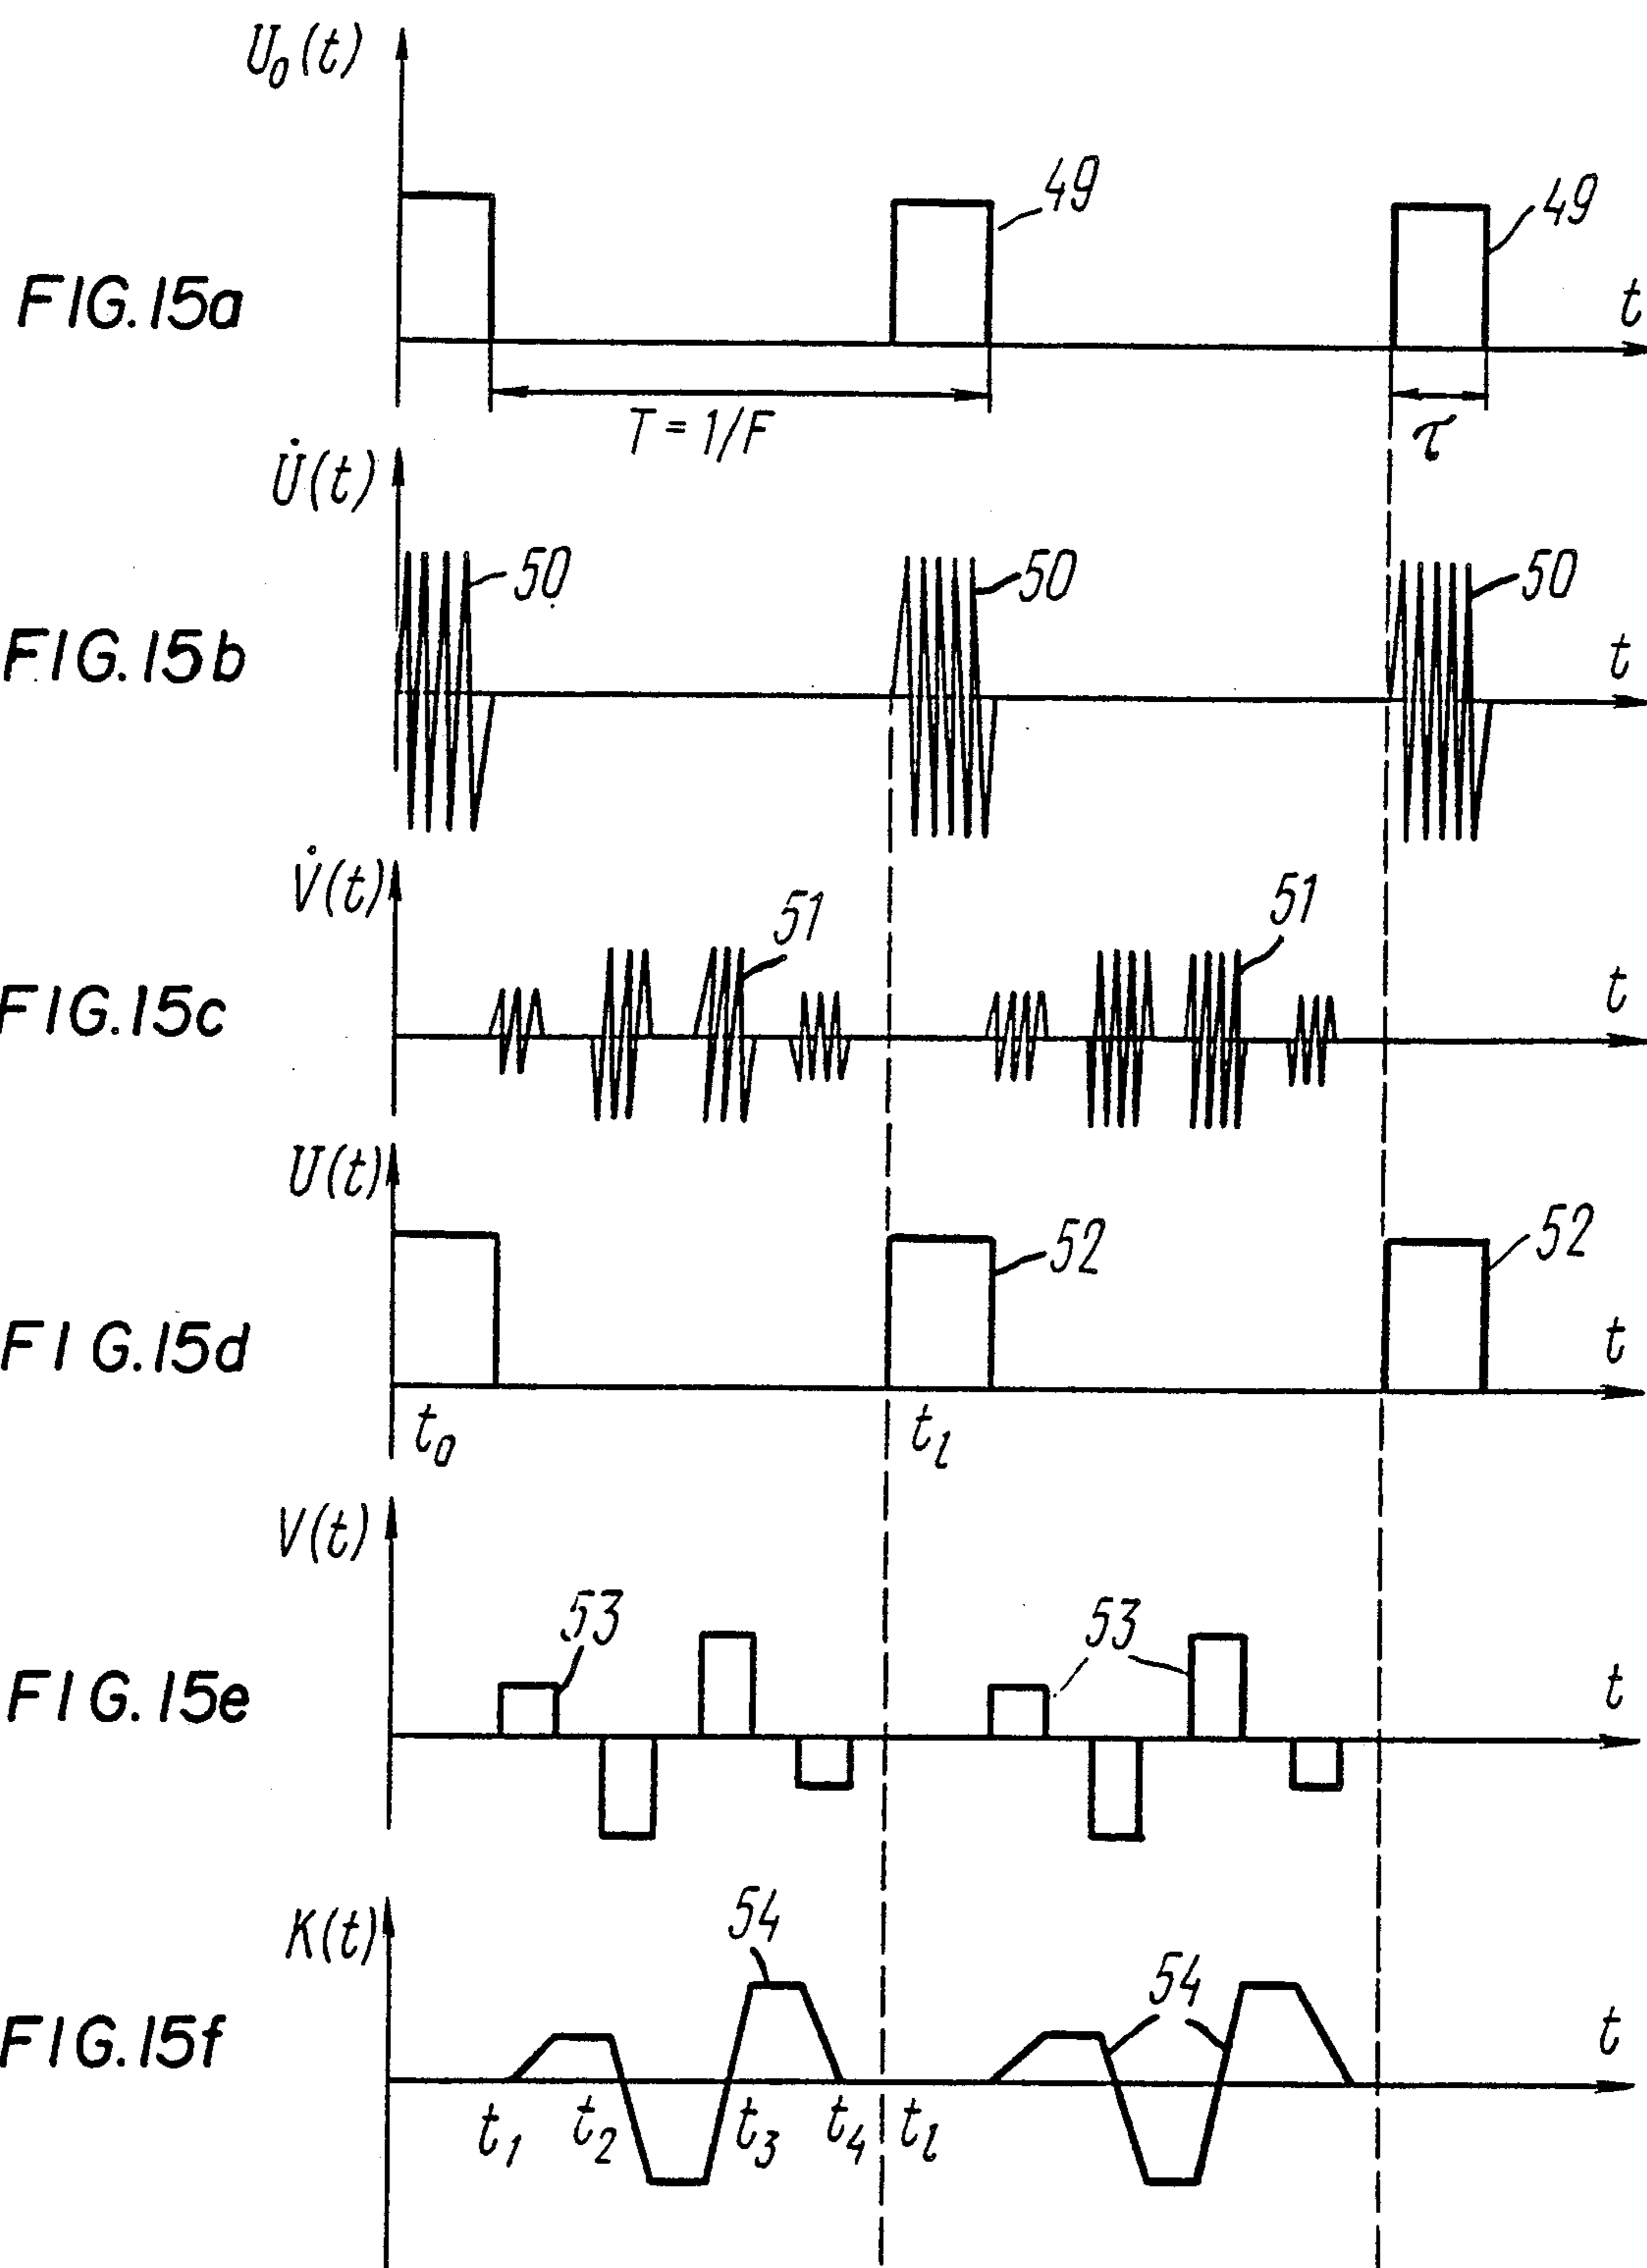 U₀(t)
49
49
FIG.15a
t
T = 1/F
τ
U̇(t)
50
50
50
FIG.15b
t
V̇(t)
51
51
FIG.15c
t
U(t)
52
52
FIG.15d
t
t₀
tₗ
V(t)
53
53
FIG.15e
t
K(t)
54
54
FIG.15f
t
t₁
t₂
t₃
t₄
tₗ